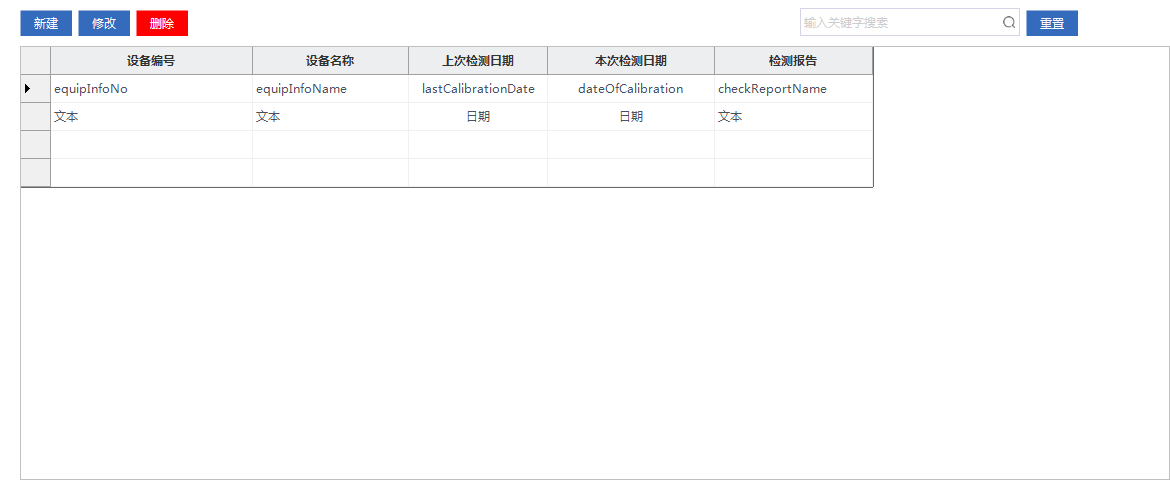 新建 修改 删除 输入关键字搜索 重置
设备编号 设备名称 上次检测日期 本次检测日期 检测报告
equipInfoNo equipInfoName lastCalibrationDate dateOfCalibration checkReportName
文本 文本 日期 日期 文本